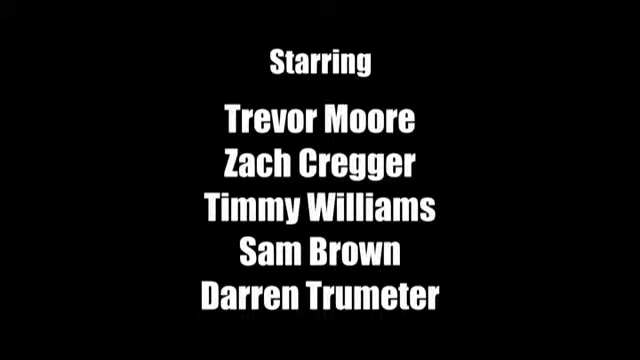 Starring
Trevor Moore
Zach Cregger
Timmy Williams
Sam Brown
Darren Trumeter